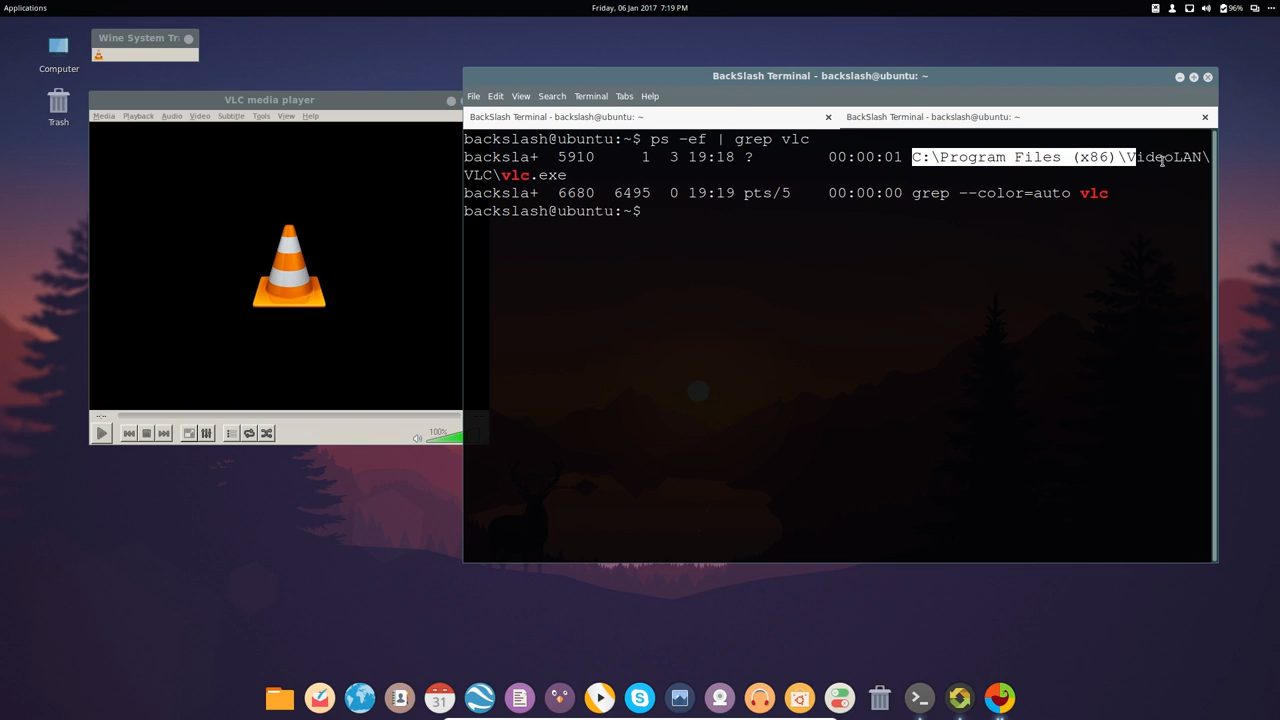 Applications
Friday, 06 Jan 2017 7:19 PM
96%
Computer
Trash
Wine System Tr
VLC media player
Media Playback Audio Video Subtitle Tools View Help
--:--
100%
BackSlash Terminal - backslash@ubuntu: ~
File Edit View Search Terminal Tabs Help
BackSlash Terminal - backslash@ubuntu: ~
BackSlash Terminal - backslash@ubuntu: ~
backslash@ubuntu:~$ ps -ef | grep vlc
backsla+ 5910 1 3 19:18 ? 00:00:01 C:\Program Files (x86)\VideoLAN\
VLC\vlc.exe
backsla+ 6680 6495 0 19:19 pts/5 00:00:00 grep --color=auto vlc
backslash@ubuntu:~$
31